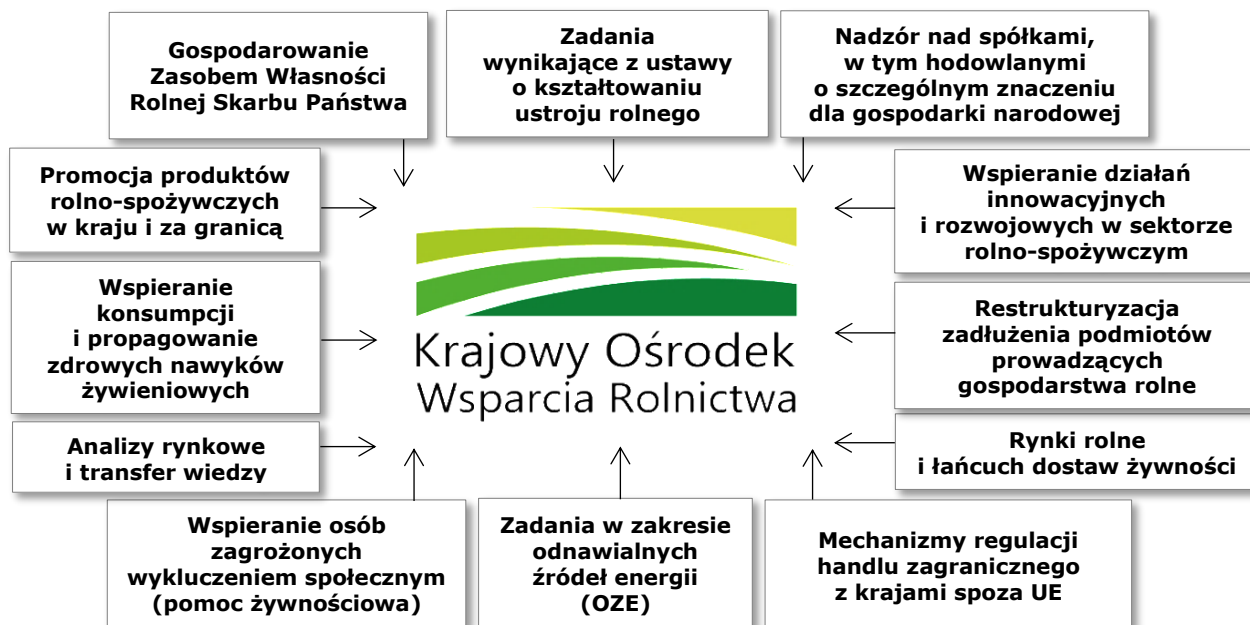 Gospodarowanie
Zasobem Własności
Rolnej Skarbu Państwa
Zadania
wynikające z ustawy
o kształtowaniu
ustroju rolnego
Nadzór nad spółkami,
w tym hodowlanymi
o szczególnym znaczeniu
dla gospodarki narodowej
Promocja produktów
rolno-spożywczych
w kraju i za granicą
Wspieranie działań
innowacyjnych
i rozwojowych w sektorze
rolno-spożywczym
Wspieranie
konsumpcji
i propagowanie
zdrowych nawyków
żywieniowych
Krajowy Ośrodek
Wsparcia Rolnictwa
Restrukturyzacja
zadłużenia podmiotów
prowadzących
gospodarstwa rolne
Analizy rynkowe
i transfer wiedzy
Rynki rolne
i łańcuch dostaw żywności
Wspieranie osób
zagrożonych
wykluczeniem społecznym
(pomoc żywnościowa)
Zadania w zakresie
odnawialnych
źródeł energii
(OZE)
Mechanizmy regulacji
handlu zagranicznego
z krajami spoza UE